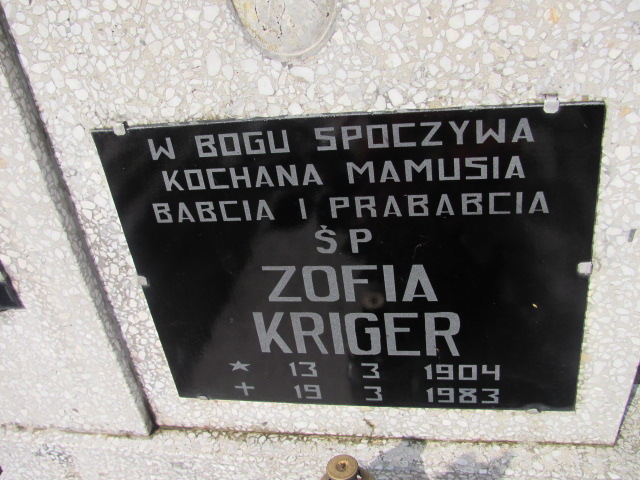 W BOGU SPOCZYWA
KOCHANA MAMUSIA
BABCIA I PRABABCIA
ŚP
ZOFIA
KRIGER
* 13 3 1904
+ 19 3 1983